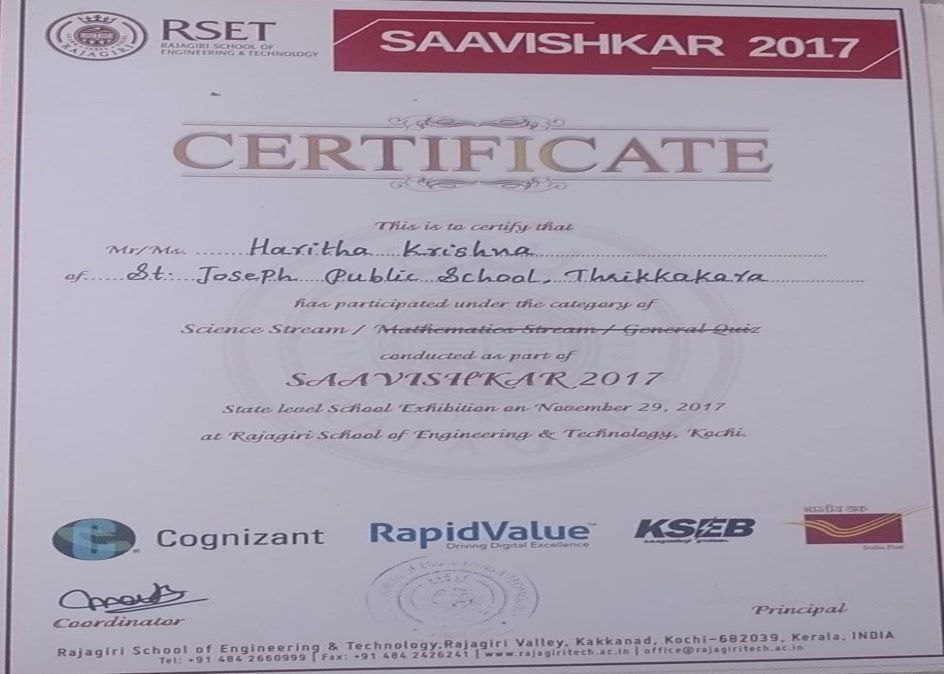 RSET
RAJAGIRI SCHOOL OF
ENGINEERING & TECHNOLOGY
SAAVISHKAR 2017
CERTIFICATE
This is to certify that
Mr/Ms. Haritha Krishna
of St: Joseph Public School, Thrikkakara
has participated under the category of
Science Stream / Mathematics Stream / General Quiz
conducted as part of
SAAVISHKAR 2017
State level School Exhibition on November 29, 2017
at Rajagiri School of Engineering & Technology, Kochi.
Cognizant
RapidValue™
Driving Digital Excellence
KSEB
भारतीय डाक
India Post
Coordinator
Principal
Rajagiri School of Engineering & Technology,Rajagiri Valley, Kakkanad, Kochi-682039, Kerala, INDIA
Tel: +91 484 2660999 | Fax: +91 484 2426241 | www.rajagiritech.ac.in | office@rajagiritech.ac.in